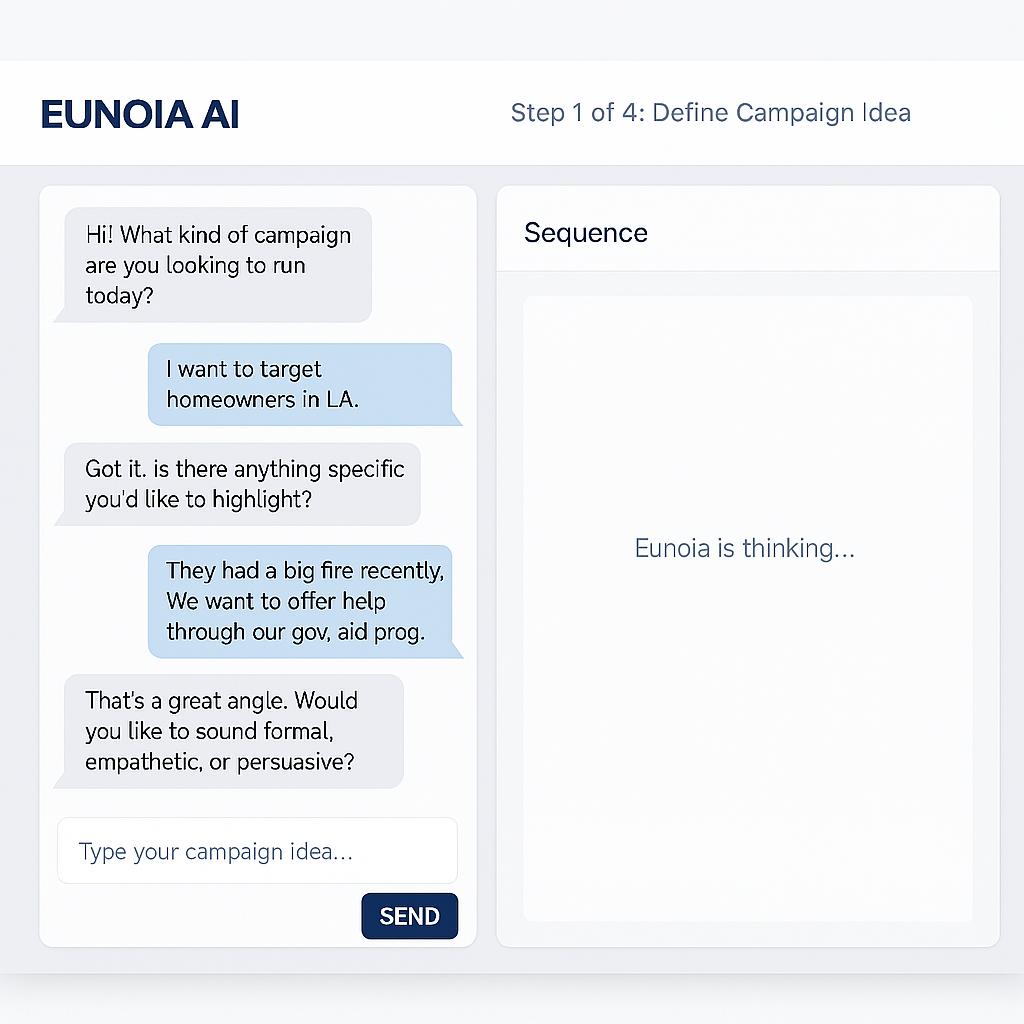 EUNOIA AI
Step 1 of 4: Define Campaign Idea
Hi! What kind of campaign
are you looking to run
today?
I want to target
homeowners in LA.
Got it. is there anything specific
you'd like to highlight?
They had a big fire recently,
We want to offer help
through our gov, aid prog.
That's a great angle. Would
you like to sound formal,
empathetic, or persuasive?
Type your campaign idea...
SEND
Sequence
Eunoia is thinking...